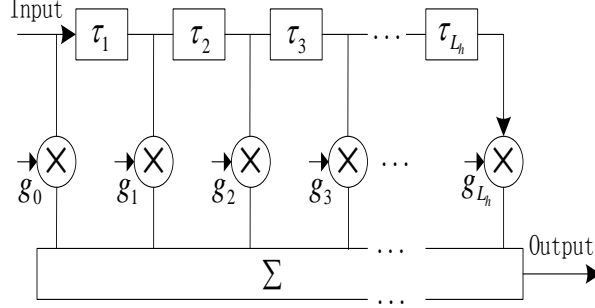 Input
τ1 τ2 τ3 ... τLh
× × × × ... ×
g0 g1 g2 g3 gLh
... Output
Σ
...